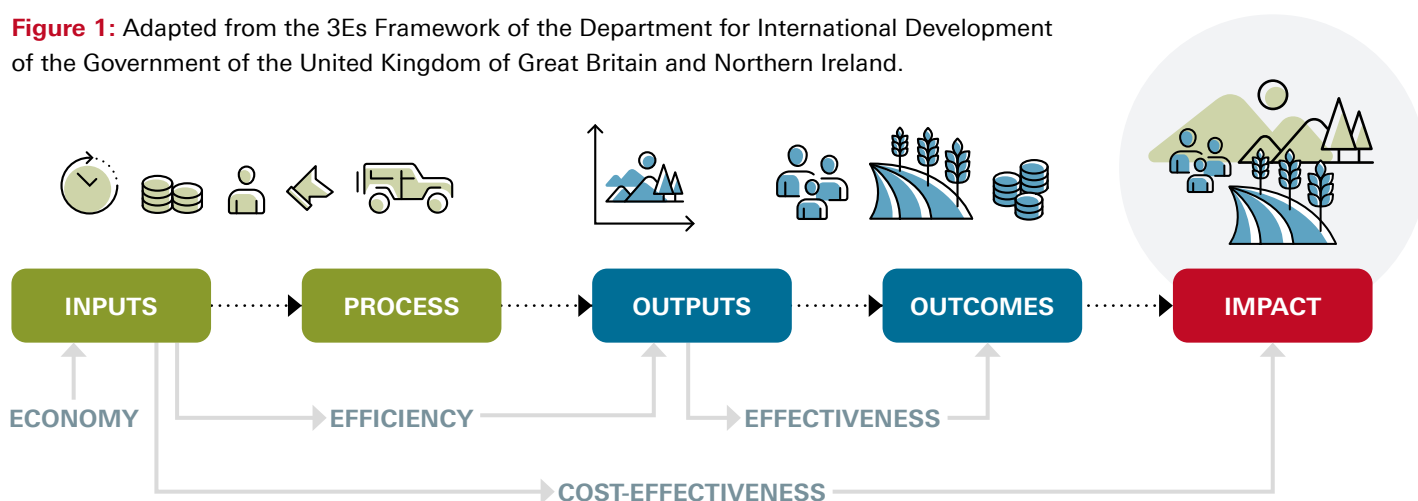 Figure 1: Adapted from the 3Es Framework of the Department for International Development
of the Government of the United Kingdom of Great Britain and Northern Ireland.
INPUTS
PROCESS
OUTPUTS
OUTCOMES
IMPACT
ECONOMY
EFFICIENCY
EFFECTIVENESS
COST-EFFECTIVENESS